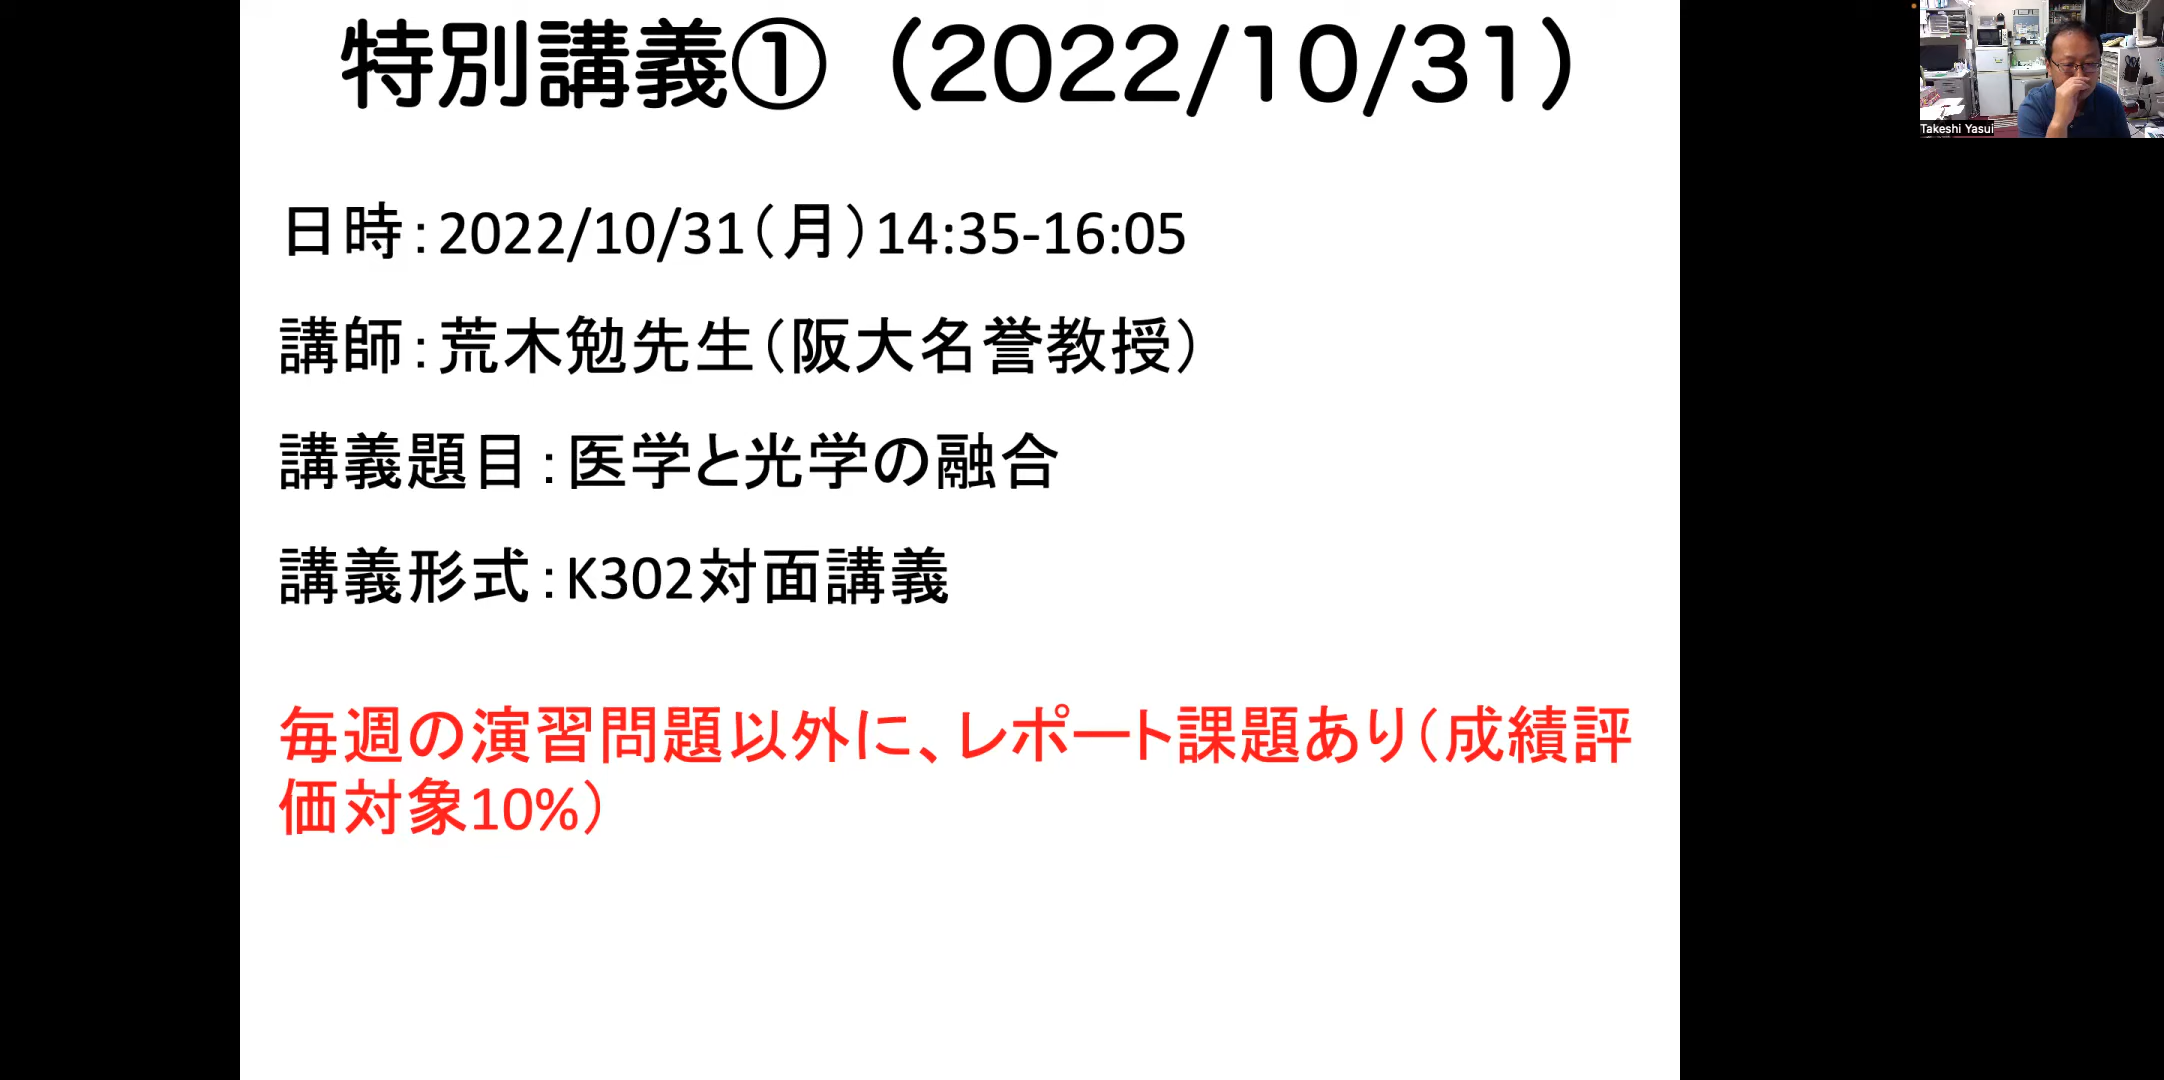 特別講義①（2022/10/31）
Takeshi Yasui
日時：2022/10/31（月）14:35-16:05
講師：荒木勉先生（阪大名誉教授）
講義題目：医学と光学の融合
講義形式：K302対面講義
毎週の演習問題以外に、レポート課題あり（成績評
価対象10%）